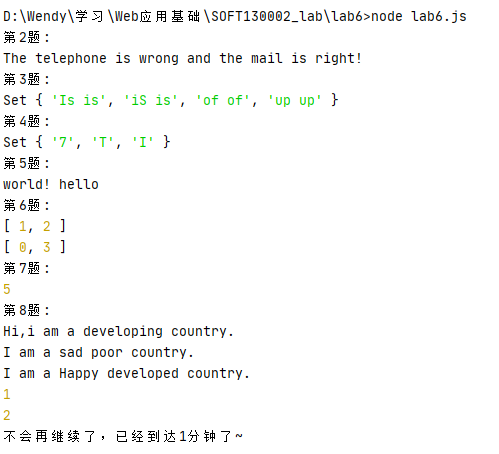 D:\Wendy\学习\Web应用基础\SOFT130002_lab\lab6>node lab6.js
第2题：
The telephone is wrong and the mail is right!
第3题：
Set { 'Is is', 'iS is', 'of of', 'up up' }
第4题：
Set { '7', 'T', 'I' }
第5题：
world! hello
第6题：
[ 1, 2 ]
[ 0, 3 ]
第7题：
5
第8题：
Hi,i am a developing country.
I am a sad poor country.
I am a Happy developed country.
1
2
不会再继续了，已经到达1分钟了~